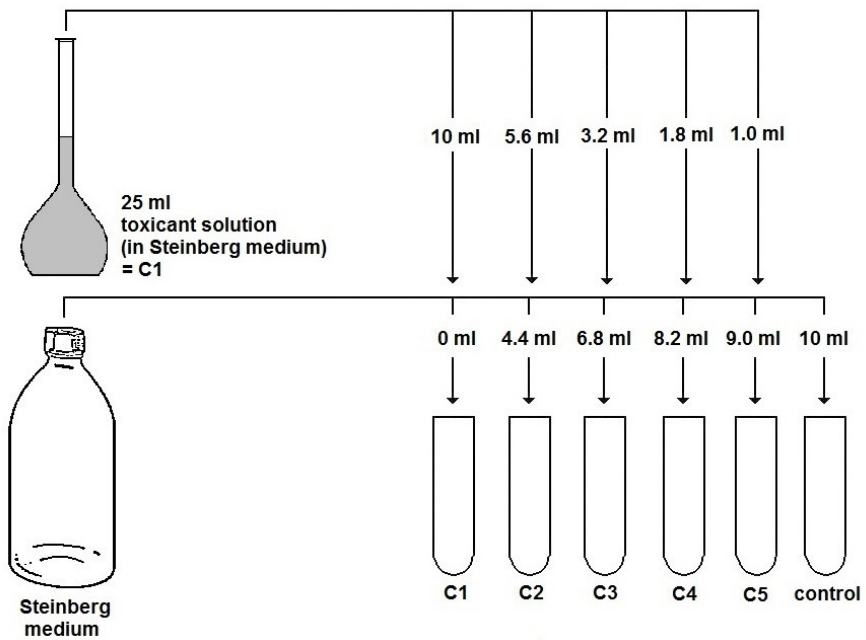 10 ml 5.6 ml 3.2 ml 1.8 ml 1.0 ml
25 ml
toxicant solution
(in Steinberg medium)
= C1
0 ml 4.4 ml 6.8 ml 8.2 ml 9.0 ml 10 ml
C1 C2 C3 C4 C5 control
Steinberg
medium